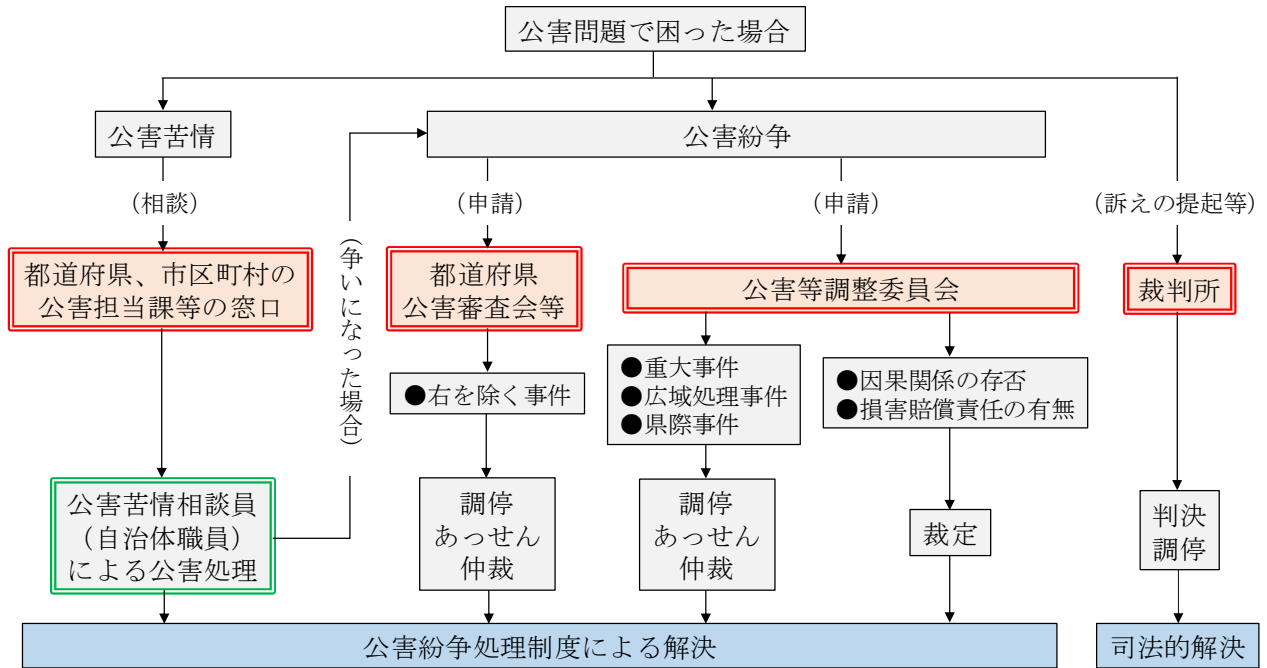 公害問題で困った場合
公害苦情
公害紛争
（相談）
（申請）
（申請）
（訴えの提起等）
都道府県、市区町村の
公害担当課等の窓口
（争いになった場合）
都道府県
公害審査会等
公害等調整委員会
裁判所
●右を除く事件
●重大事件
●広域処理事件
●県際事件
●因果関係の存否
●損害賠償責任の有無
公害苦情相談員
（自治体職員）
による公害処理
調停
あっせん
仲裁
調停
あっせん
仲裁
裁定
判決
調停
公害紛争処理制度による解決
司法的解決